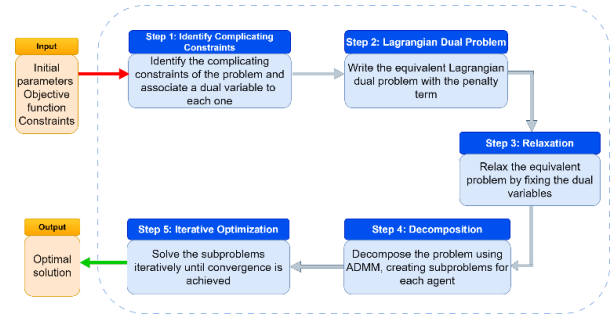 Input
Initial
parameters
Objective
function
Constraints
Step 1: Identify Complicating
Constraints
Identify the complicating
constraints of the problem and
associate a dual variable to
each one
Step 2: Lagrangian Dual Problem
Write the equivalent Lagrangian
dual problem with the penalty
term
Step 3: Relaxation
Relax the equivalent
problem by fixing the dual
variables
Step 4: Decomposition
Decompose the problem using
ADMM, creating subproblems for
each agent
Step 5: Iterative Optimization
Solve the subproblems
iteratively until convergence is
achieved
Output
Optimal
solution